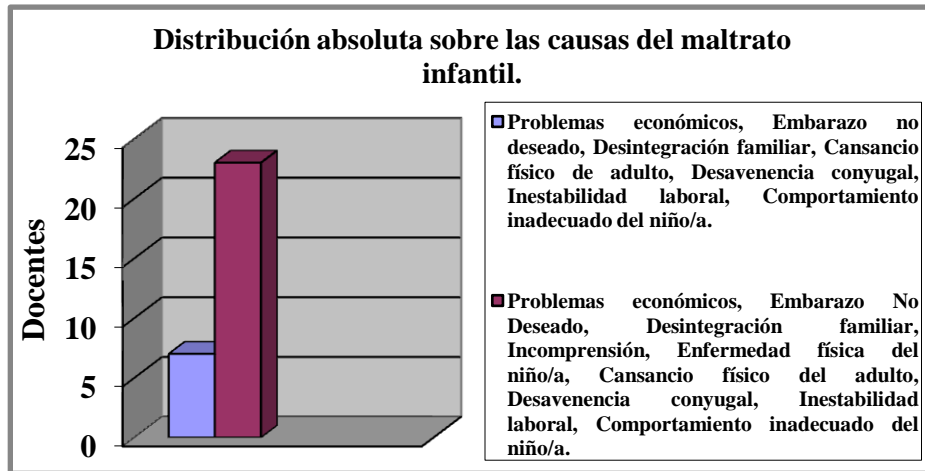 Distribución absoluta sobre las causas del maltrato
infantil.
Docentes
25
20
15
10
5
0
Problemas económicos, Embarazo no
deseado, Desintegración familiar, Cansancio
físico de adulto, Desavenencia conyugal,
Inestabilidad laboral, Comportamiento
inadecuado del niño/a.
Problemas económicos, Embarazo No
Deseado, Desintegración familiar,
Incomprensión, Enfermedad física del
niño/a, Cansancio físico del adulto,
Desavenencia conyugal, Inestabilidad
laboral, Comportamiento inadecuado del
niño/a.